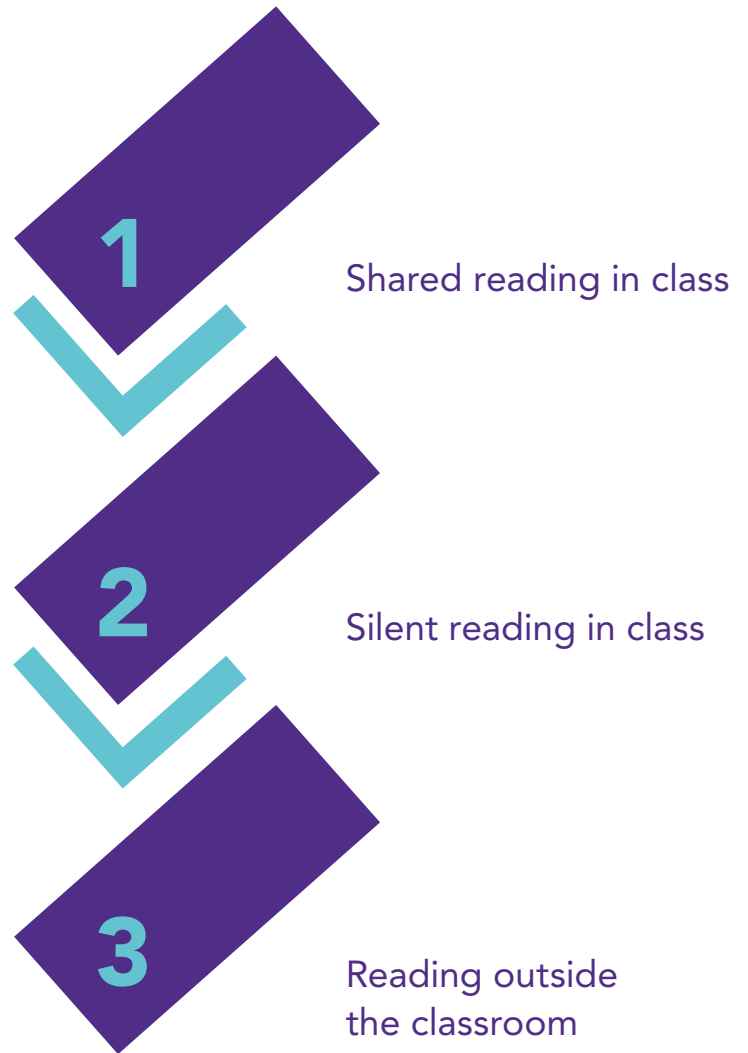 1
Shared reading in class
2
Silent reading in class
3
Reading outside
the classroom